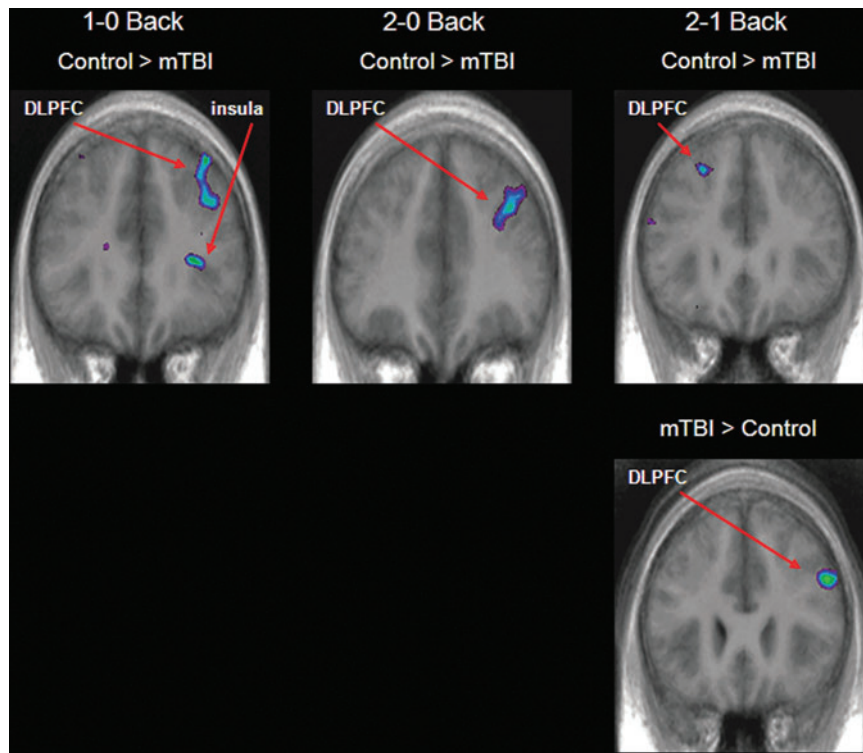 1-0 Back
Control > mTBI
DLPFC
insula
2-0 Back
Control > mTBI
DLPFC
2-1 Back
Control > mTBI
DLPFC
mTBI > Control
DLPFC